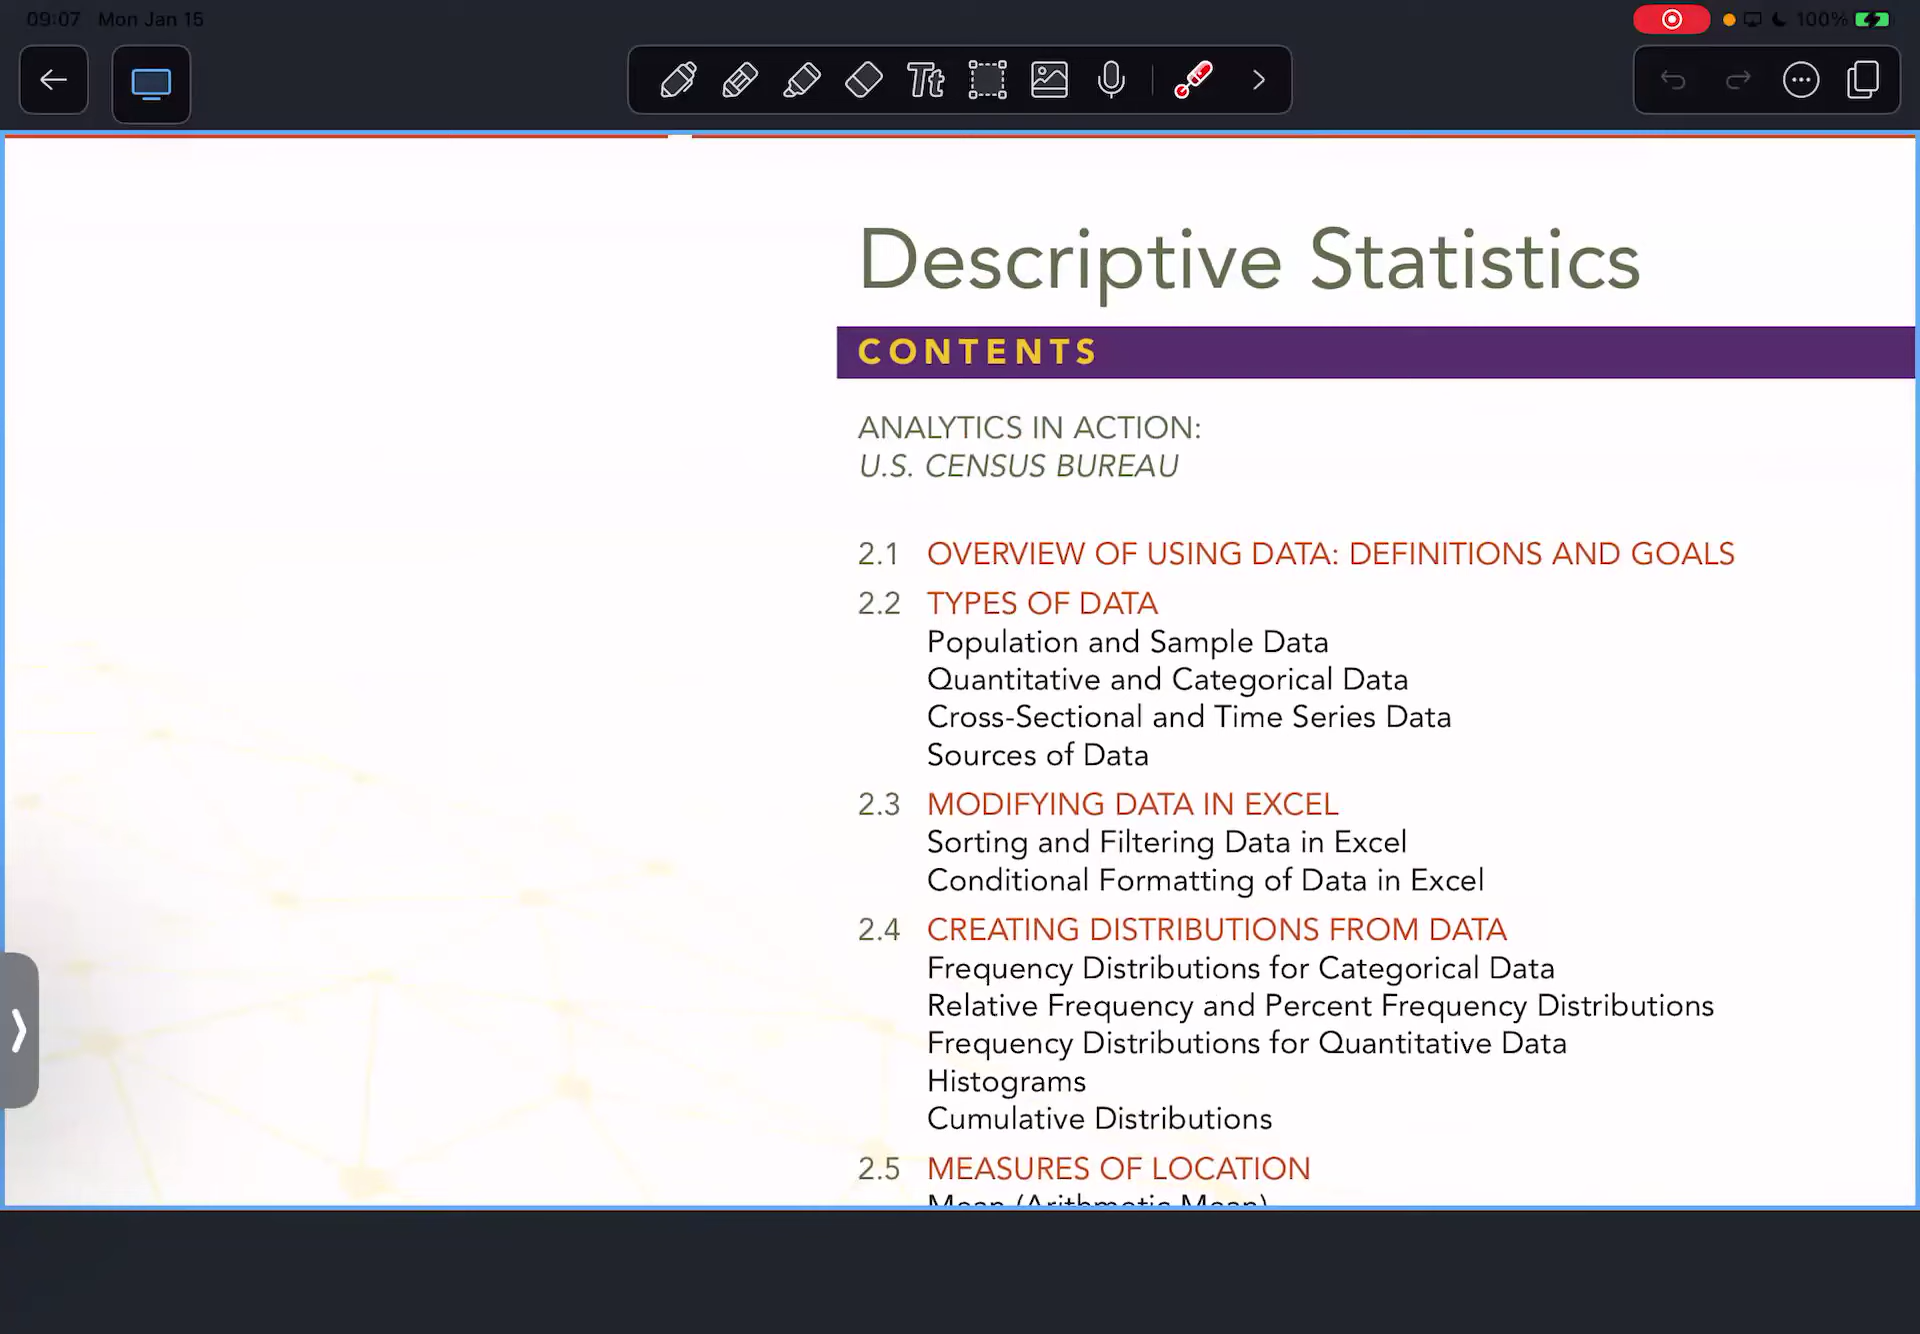 09:07 Mon Jan 15
100%
Tt
Descriptive Statistics
CONTENTS
ANALYTICS IN ACTION:
U.S. CENSUS BUREAU
2.1 OVERVIEW OF USING DATA: DEFINITIONS AND GOALS
2.2 TYPES OF DATA
Population and Sample Data
Quantitative and Categorical Data
Cross-Sectional and Time Series Data
Sources of Data
2.3 MODIFYING DATA IN EXCEL
Sorting and Filtering Data in Excel
Conditional Formatting of Data in Excel
2.4 CREATING DISTRIBUTIONS FROM DATA
Frequency Distributions for Categorical Data
Relative Frequency and Percent Frequency Distributions
Frequency Distributions for Quantitative Data
Histograms
Cumulative Distributions
2.5 MEASURES OF LOCATION
Mean (Arithmetic Mean)